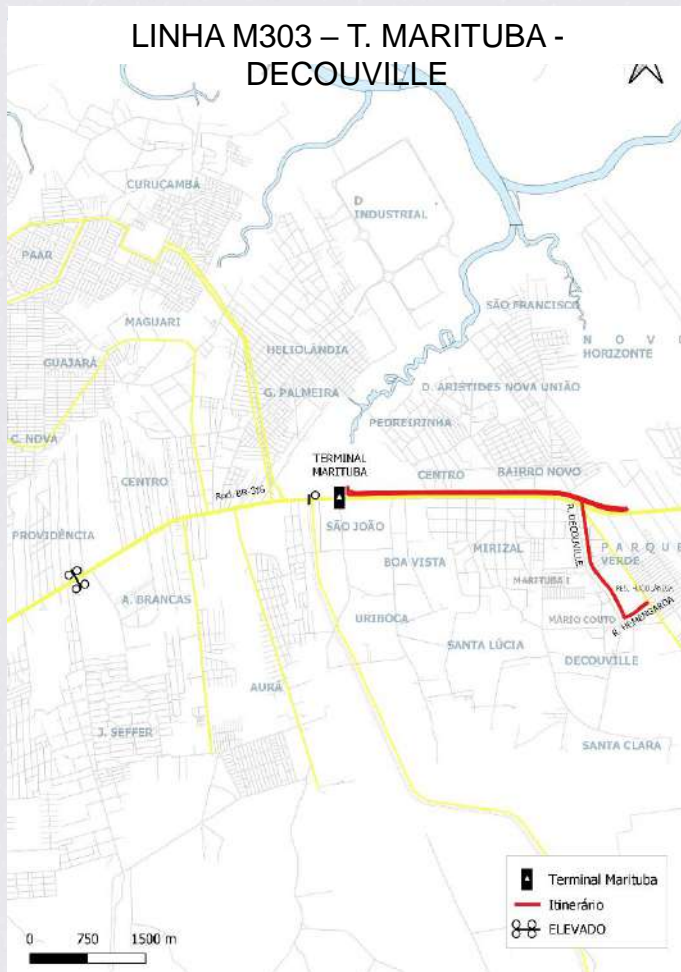 LINHA M303 – T. MARITUBA -
DECOUVILLE
CURUÇAMBÁ
D
INDUSTRIAL
PAAR
SÃO FRANCISCO
MAGUARI
N O V O
HORIZONTE
HELIOLÂNDIA
GUAJARÁ
G. PALMEIRA
D. ARISTIDES NOVA UNIÃO
PEDREIRINHA
C. NOVA
TERMINAL
MARITUBA
CENTRO
BAIRRO NOVO
CENTRO
Rod. BR-316
SÃO JOÃO
PROVIDÊNCIA
R. DECOUVILLE
MIRIZAL
P A R Q U E
VERDE
BOA VISTA
MARITUBA I
A. BRANCAS
MÁRIO COUTO
R. HERMENGARDA
URIBOCA
SANTA LÚCIA
DECOUVILLE
AURÁ
J. SEFFER
SANTA CLARA
Terminal Marituba
Itinerário
ELEVADO
0 750 1500 m